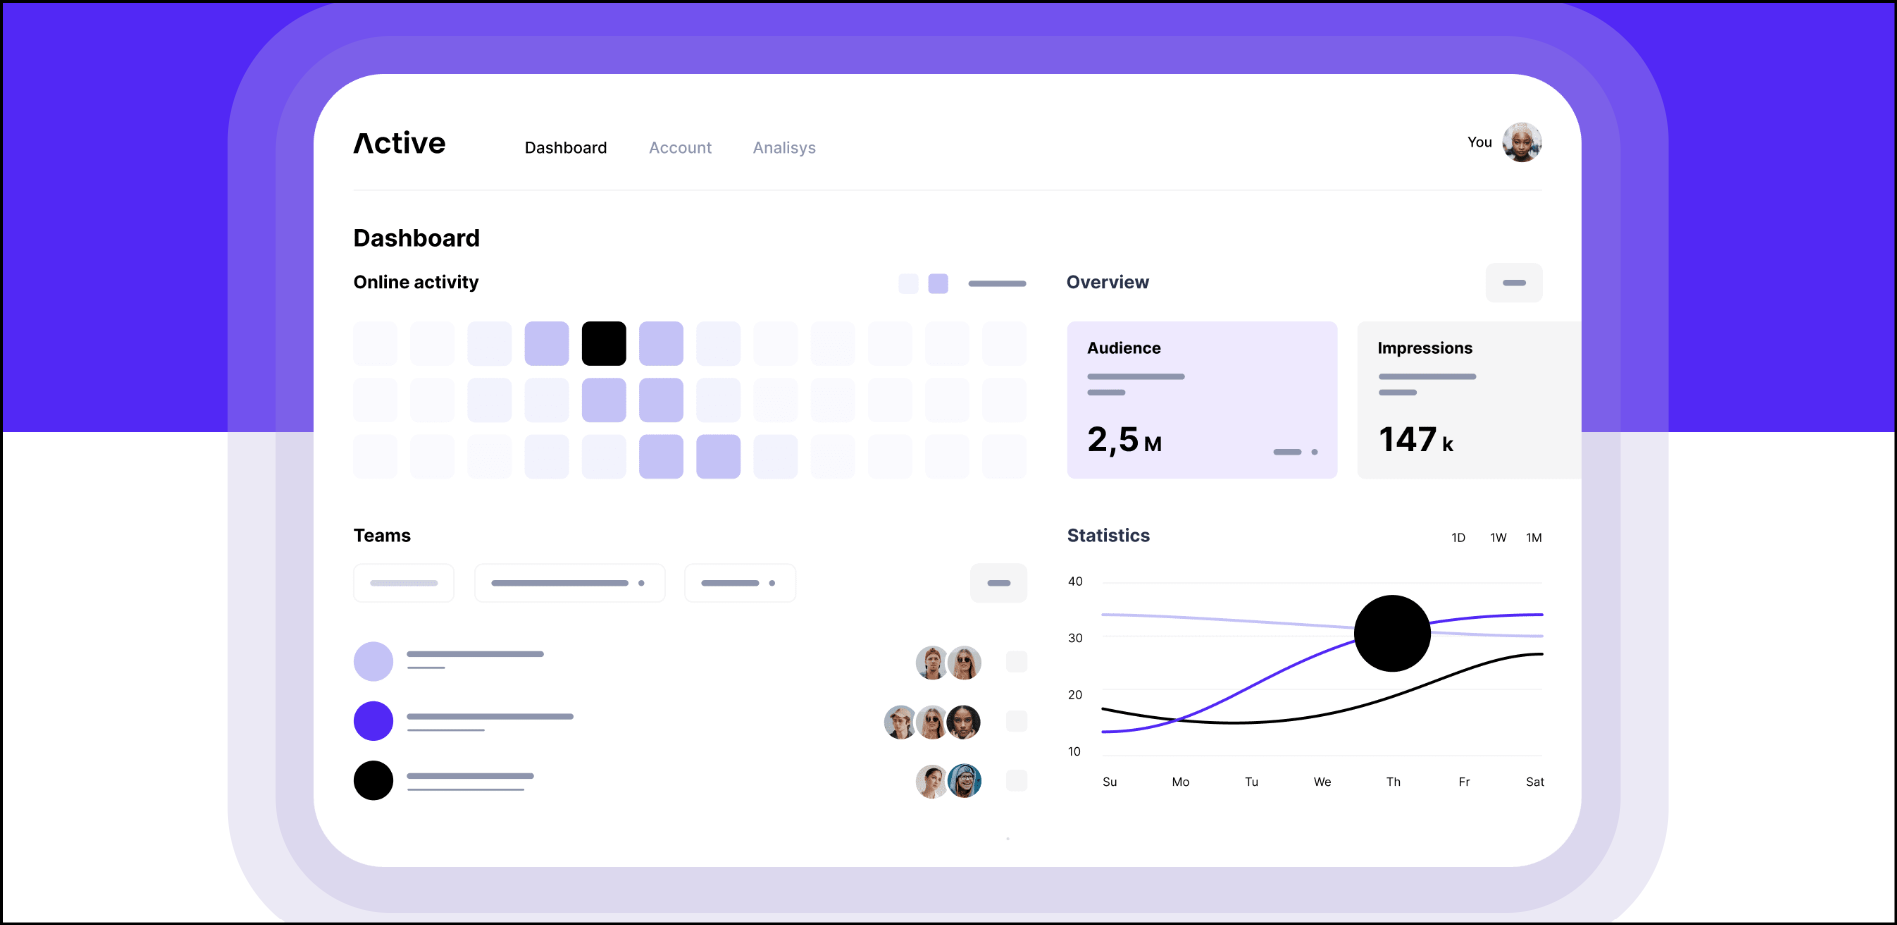 Active
Dashboard Account Analisys
You
Dashboard
Online activity
Overview
Audience
2,5 M
Impressions
147 k
Teams
Statistics
1D 1W 1M
40
30
20
10
Su Mo Tu We Th Fr Sat